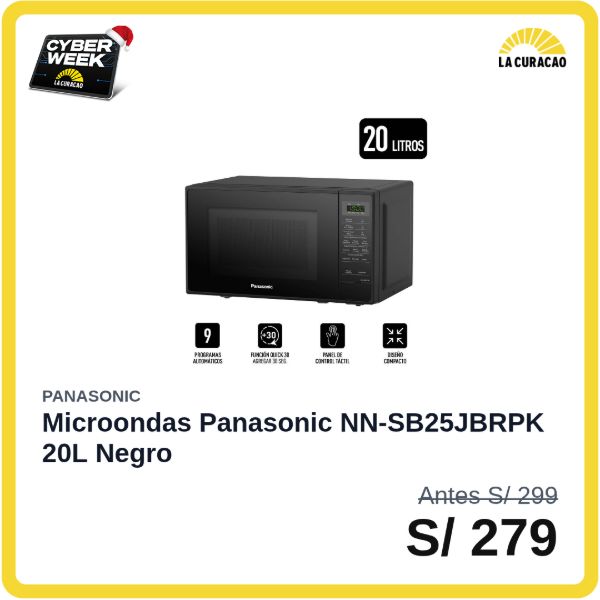 CYBER
WEEK
LA CURACAO
LA CURACAO
20 LITROS
Panasonic
9
+30
PROGRAMAS
AUTOMÁTICOS
FUNCIÓN QUICK 30
AGREGAR 30 SEG.
PANEL DE
CONTROL TÁCTIL
DISEÑO
COMPACTO
PANASONIC
Microondas Panasonic NN-SB25JBRPK
20L Negro
Antes S/ 299
S/ 279